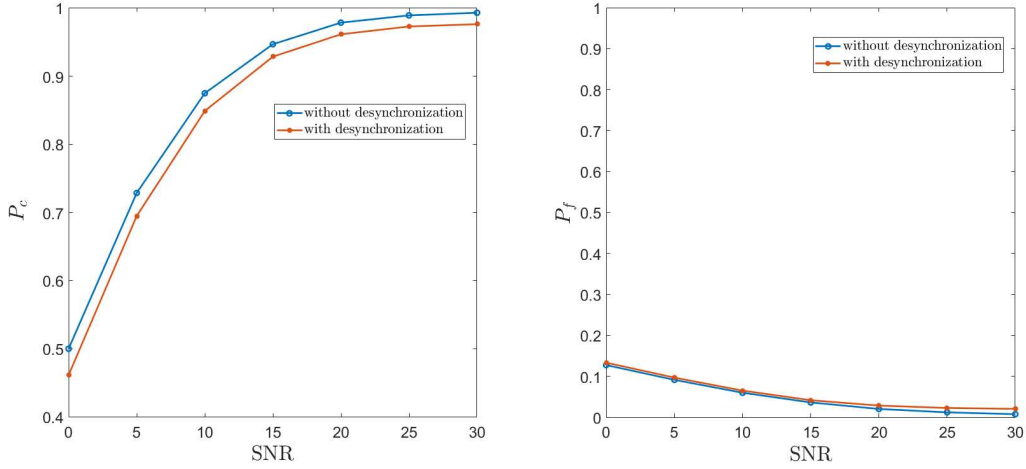 1
0.9
0.8
0.7
0.6
0.5
0.4
P_c
without desynchronization
with desynchronization
0 5 10 15 20 25 30
SNR
1
0.9
0.8
0.7
0.6
0.5
0.4
0.3
0.2
0.1
0
P_f
without desynchronization
with desynchronization
0 5 10 15 20 25 30
SNR